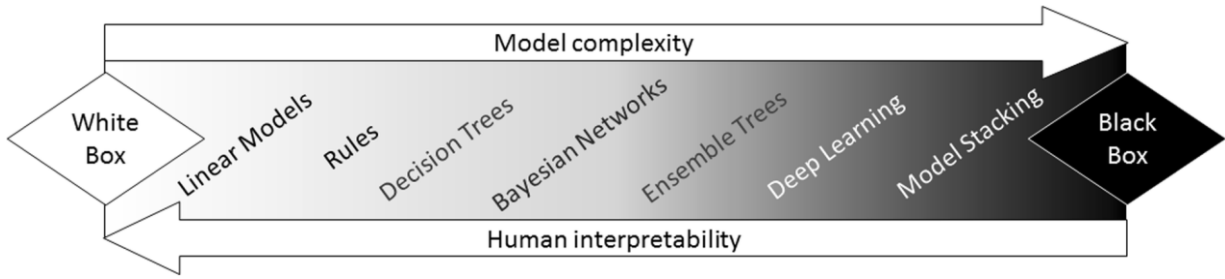 Model complexity
White
Box
Linear Models
Rules
Decision Trees
Bayesian Networks
Ensemble Trees
Deep Learning
Model Stacking
Black
Box
Human interpretability